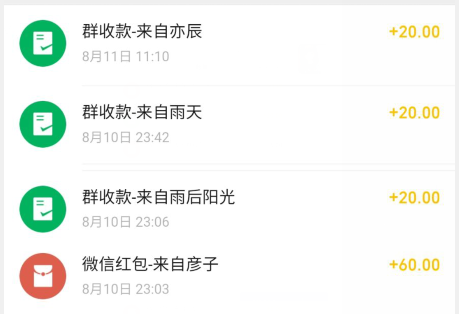 群收款-来自亦辰
+20.00
8月11日 11:10
群收款-来自雨天
+20.00
8月10日 23:42
群收款-来自雨后阳光
+20.00
8月10日 23:06
微信红包-来自彦子
+60.00
8月10日 23:03